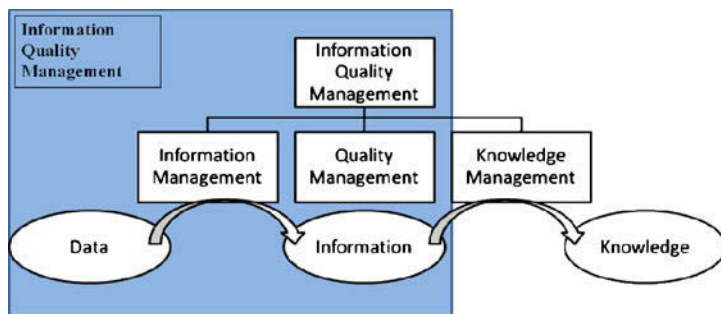 Information
Quality
Management
Information
Quality
Management
Information
Management
Quality
Management
Knowledge
Management
Data
Information
Knowledge